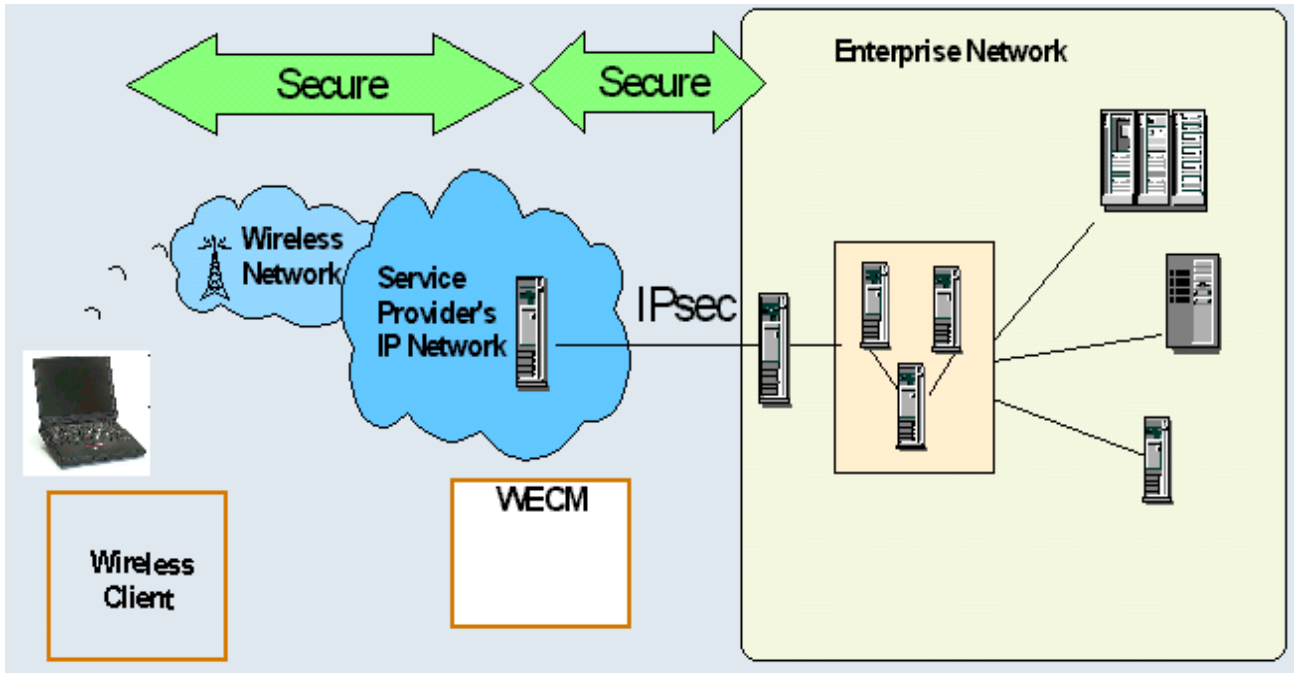 Secure
Secure
Enterprise Network
Wireless
Network
Service
Provider's
IP Network
IPsec
WECM
Wireless
Client